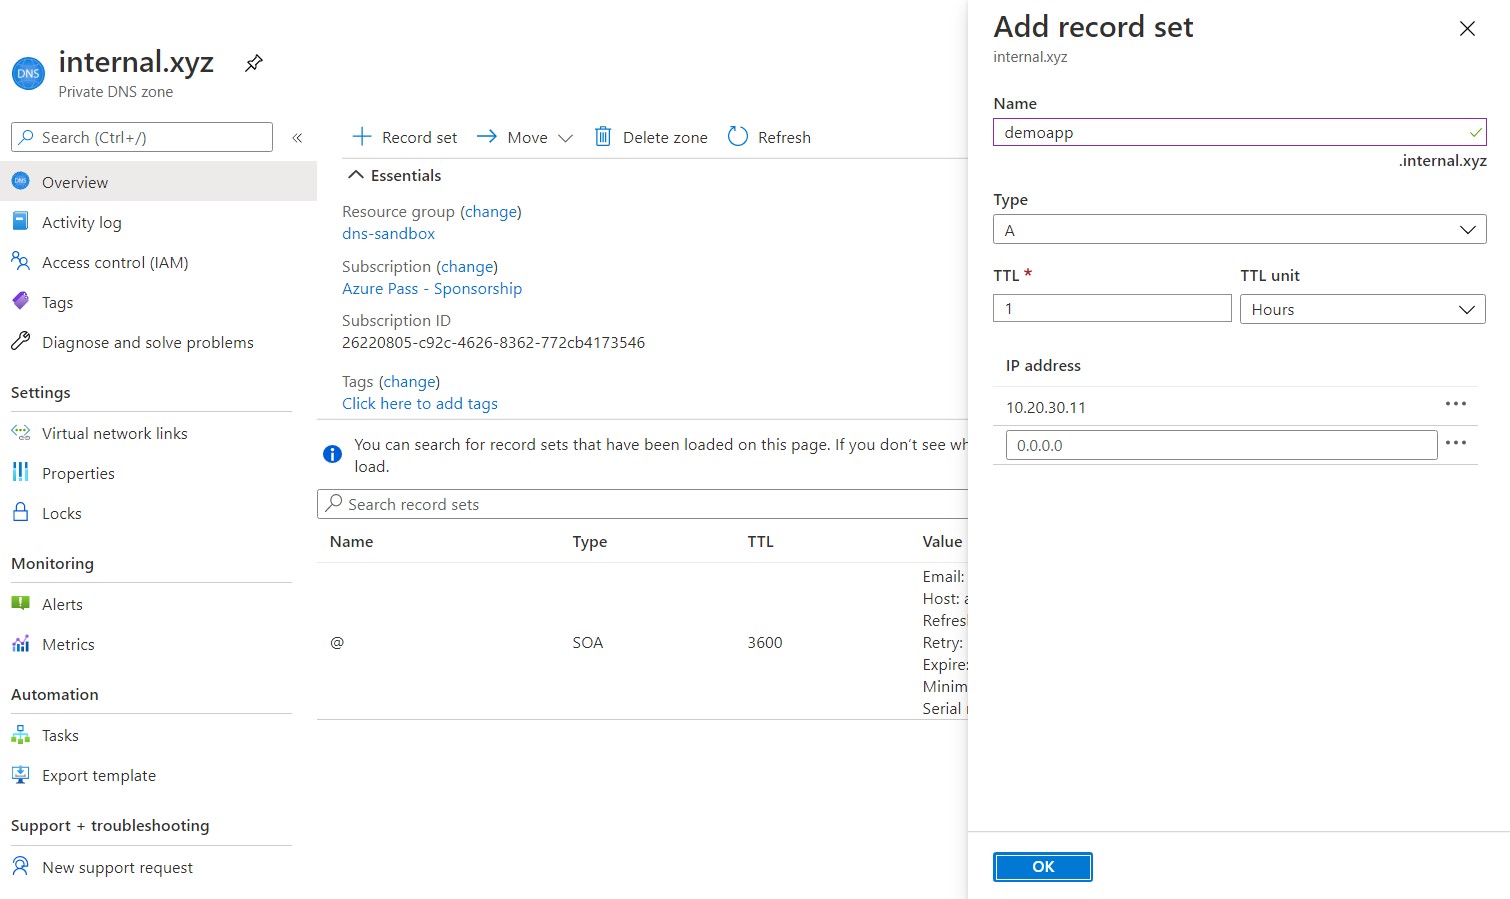 internal.xyz
Private DNS zone
DNS
Search (Ctrl+/)
«
DNS
Overview
Activity log
Access control (IAM)
Tags
Diagnose and solve problems
Settings
Virtual network links
Properties
Locks
Monitoring
Alerts
Metrics
Automation
Tasks
Export template
Support + troubleshooting
New support request
Record set
Move
Delete zone
Refresh
Essentials
Resource group (change)
dns-sandbox
Subscription (change)
Azure Pass - Sponsorship
Subscription ID
26220805-c92c-4626-8362-772cb4173546
Tags (change)
Click here to add tags
You can search for record sets that have been loaded on this page. If you don’t see
load.
Search record sets
Name Type TTL Value
@ SOA 3600
Email:
Host:
Retry:
Expire:
Serial
Add record set
internal.xyz
Name
demoapp
.internal.xyz
Type
A
TTL * TTL unit
1 Hours
IP address
10.20.30.11
0.0.0.0
OK